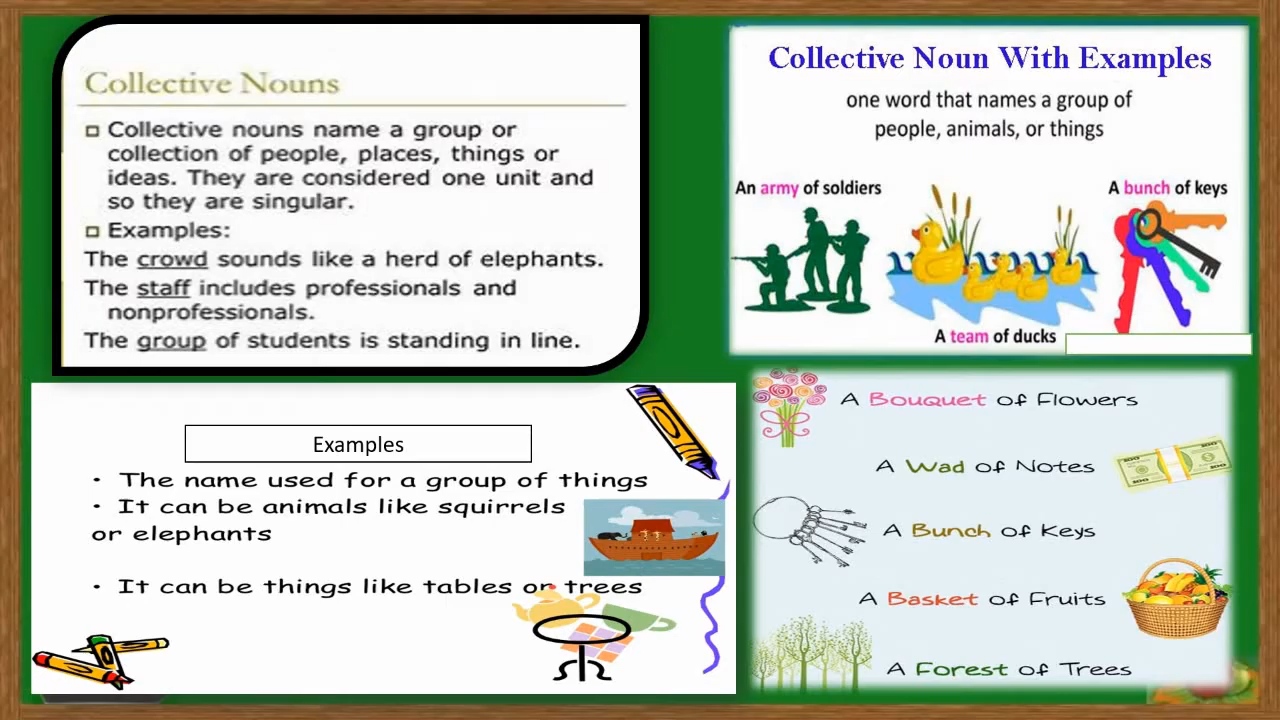 Collective Nouns
Collective nouns name a group or
collection of people, places, things or
ideas. They are considered one unit and
so they are singular.
Examples:
The crowd sounds like a herd of elephants.
The staff includes professionals and
nonprofessionals.
The group of students is standing in line.
Collective Noun With Examples
one word that names a group of
people, animals, or things
An army of soldiers
A bunch of keys
A team of ducks
Examples
• The name used for a group of things
• It can be animals like squirrels
or elephants
• It can be things like tables or trees
A Bouquet of Flowers
A Wad of Notes
A Bunch of Keys
A Basket of Fruits
A Forest of Trees